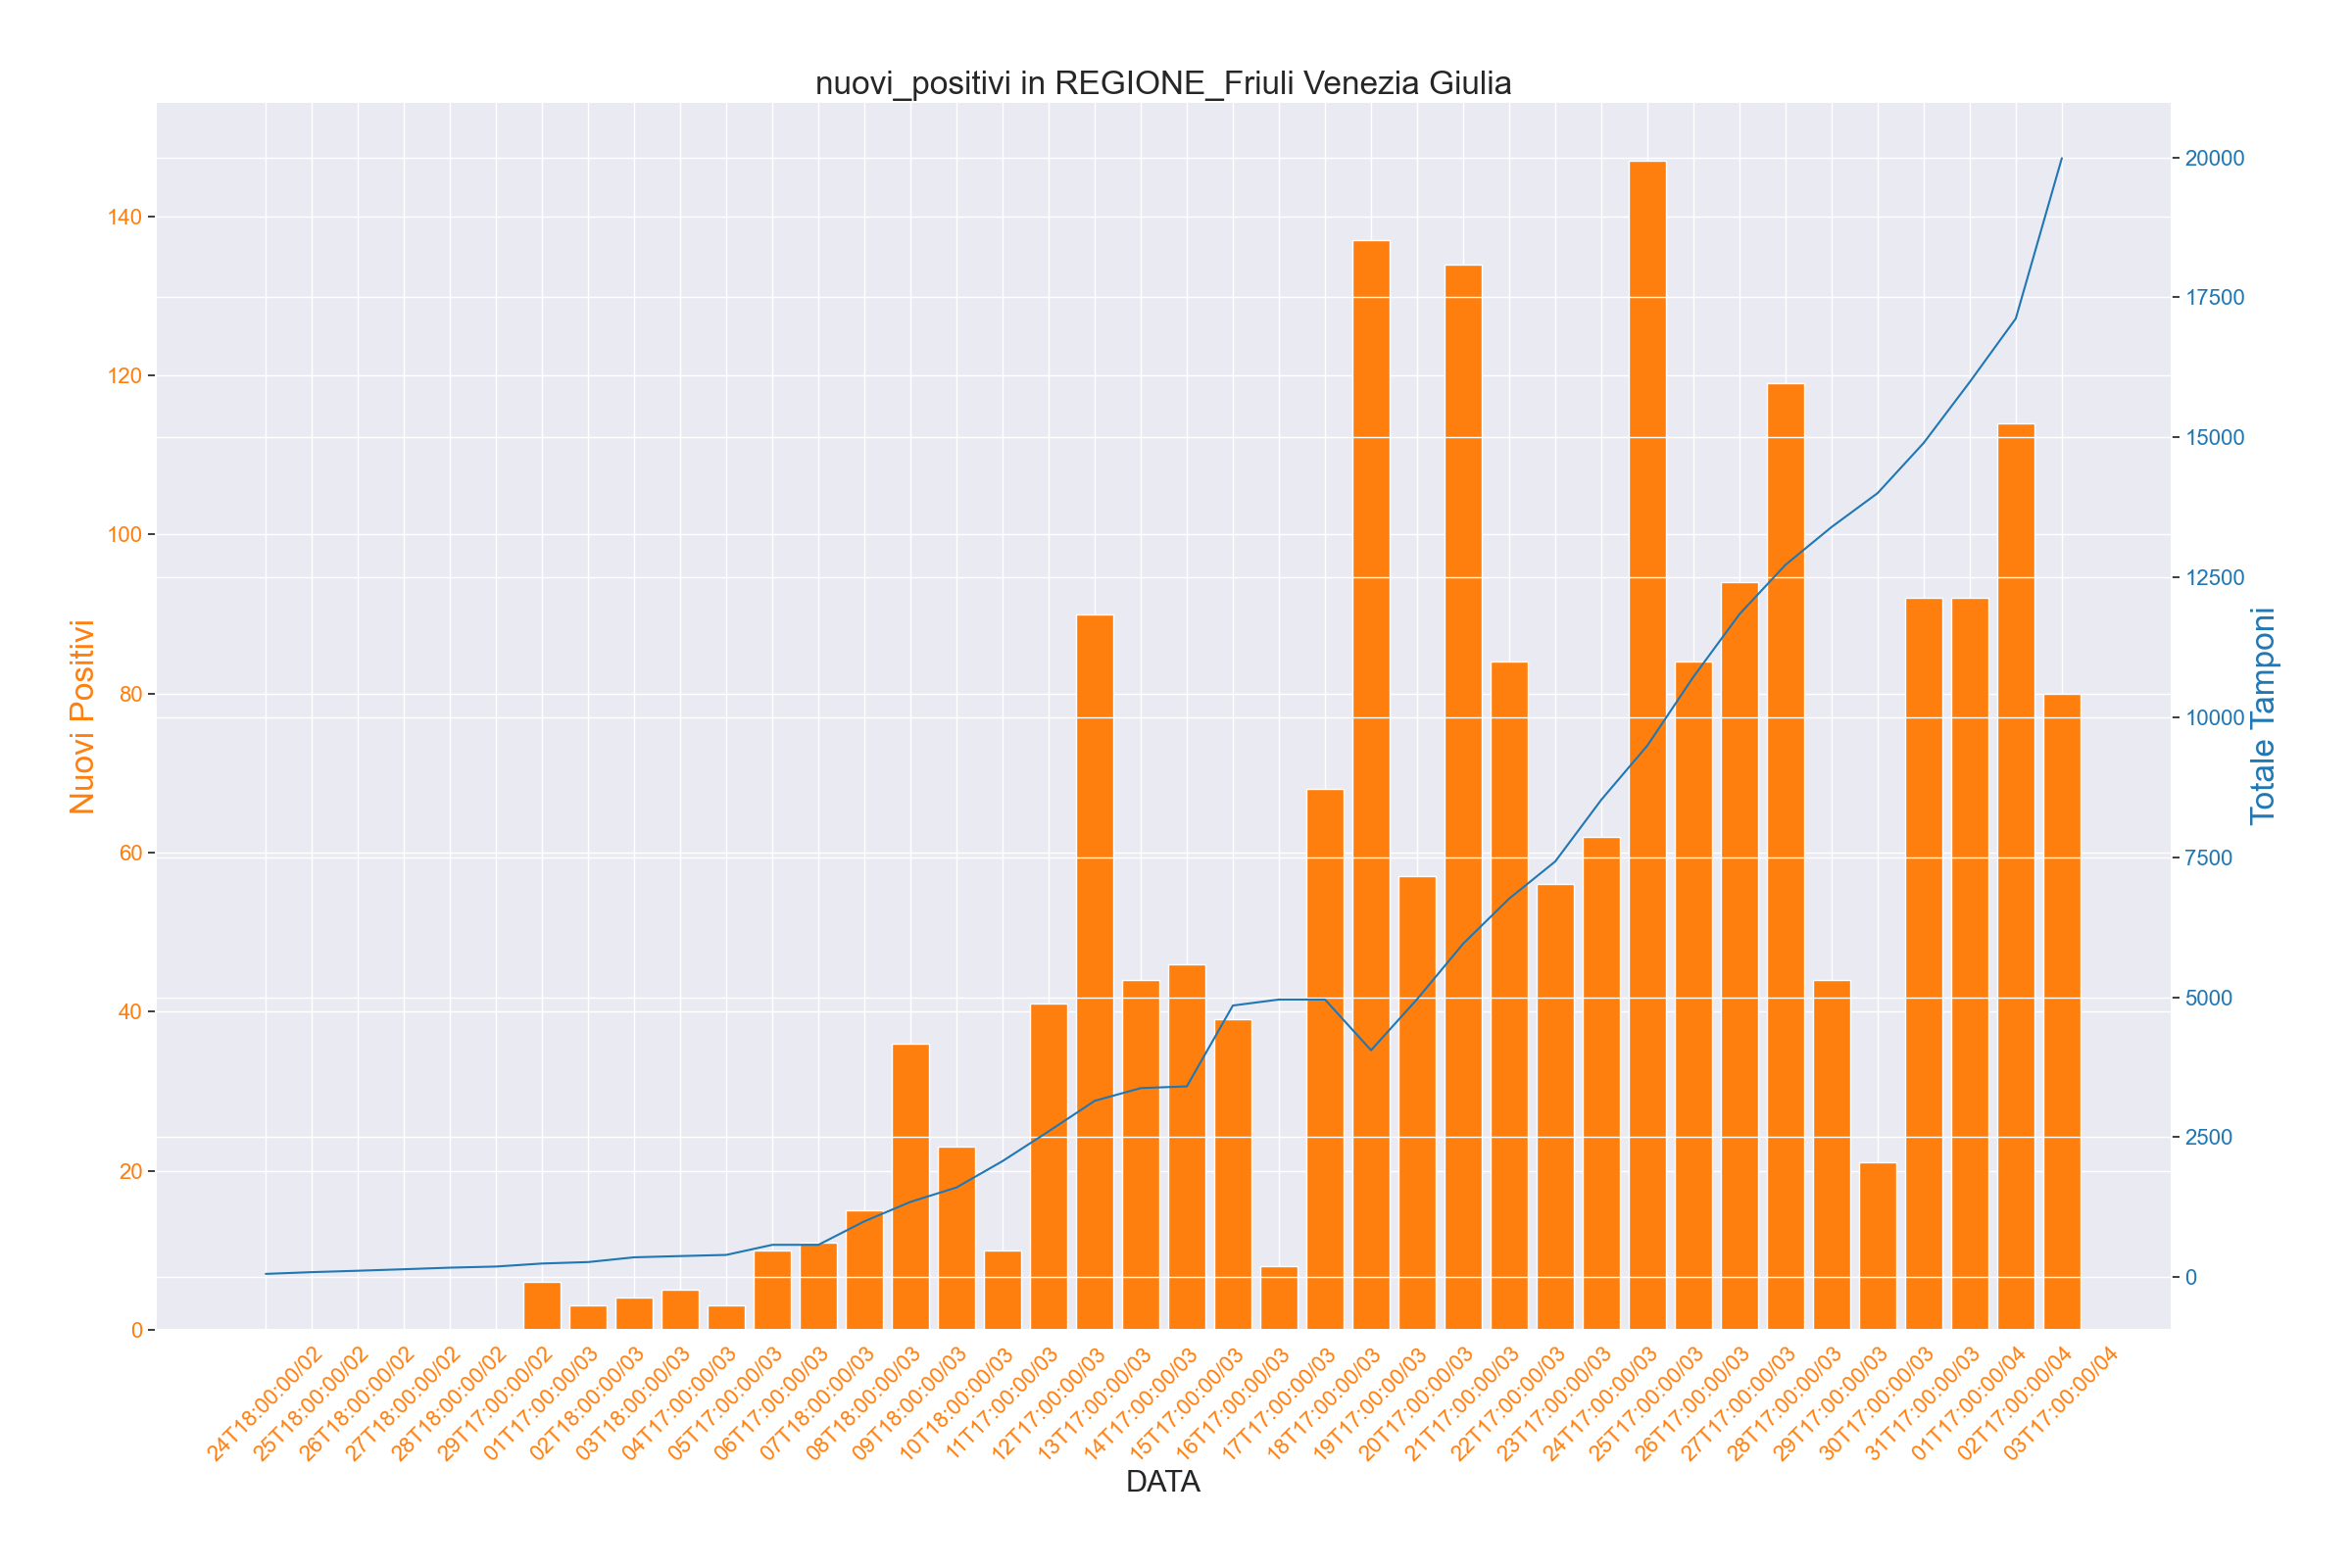 nuovi_positivi in REGIONE_Friuli Venezia Giulia
140
120
100
80
60
40
20
0
Nuovi Positivi
20000
17500
15000
12500
10000
7500
5000
2500
0
Totale Tamponi
24T18:00:00/02
25T18:00:00/02
26T18:00:00/02
27T18:00:00/02
28T18:00:00/02
29T17:00:00/02
01T17:00:00/03
02T18:00:00/03
03T18:00:00/03
04T17:00:00/03
05T17:00:00/03
06T17:00:00/03
07T18:00:00/03
08T18:00:00/03
09T18:00:00/03
10T18:00:00/03
11T17:00:00/03
12T17:00:00/03
13T17:00:00/03
14T17:00:00/03
15T17:00:00/03
16T17:00:00/03
17T17:00:00/03
18T17:00:00/03
19T17:00:00/03
20T17:00:00/03
21T17:00:00/03
22T17:00:00/03
23T17:00:00/03
24T17:00:00/03
25T17:00:00/03
26T17:00:00/03
27T17:00:00/03
28T17:00:00/03
29T17:00:00/03
30T17:00:00/03
31T17:00:00/03
01T17:00:00/04
02T17:00:00/04
03T17:00:00/04
DATA